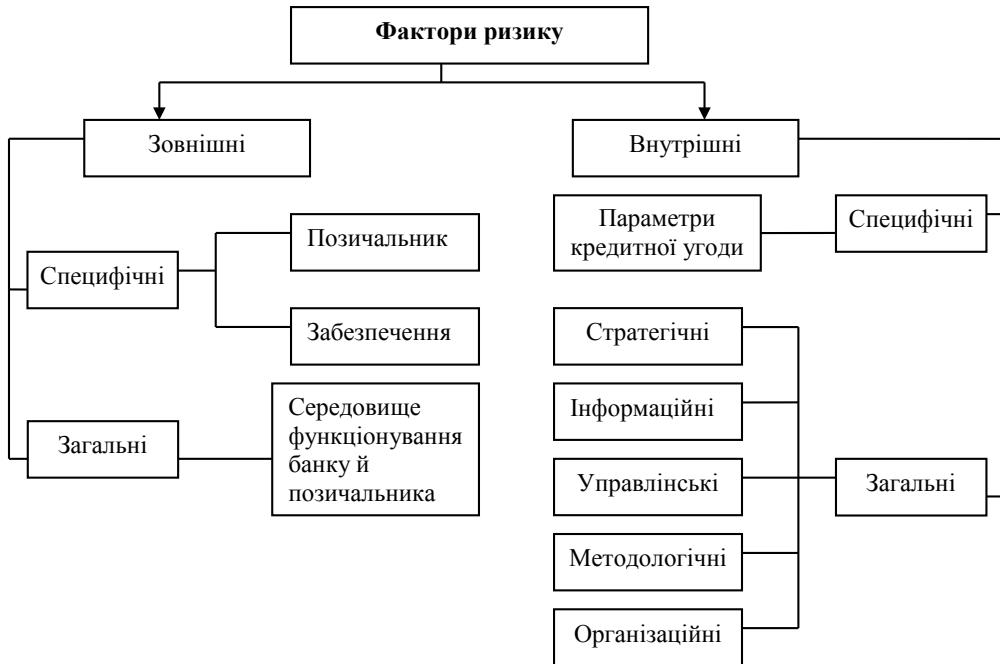 Фактори ризику
Зовнішні
Внутрішні
Специфічні
Позичальник
Забезпечення
Загальні
Середовище
функціонування
банку й
позичальника
Параметри
кредитної угоди
Специфічні
Стратегічні
Інформаційні
Управлінські
Методологічні
Організаційні
Загальні